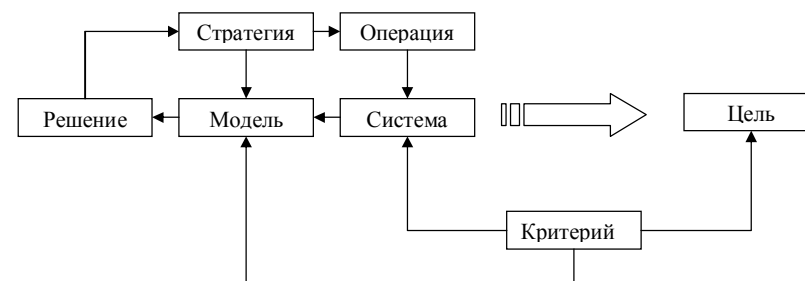 Стратегия
Операция
Решение
Модель
Система
Цель
Критерий